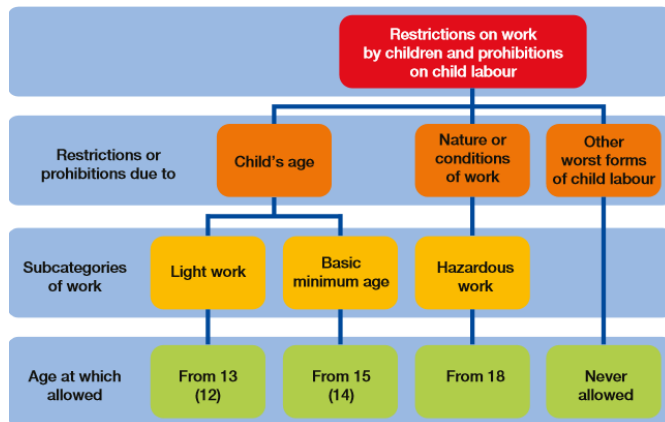 Restrictions on work
by children and prohibitions
on child labour
Restrictions or
prohibitions due to
Child's age
Nature or
conditions
of work
Other
worst forms
of child labour
Subcategories
of work
Light work
Basic
minimum age
Hazardous
work
Age at which
allowed
From 13
(12)
From 15
(14)
From 18
Never
allowed